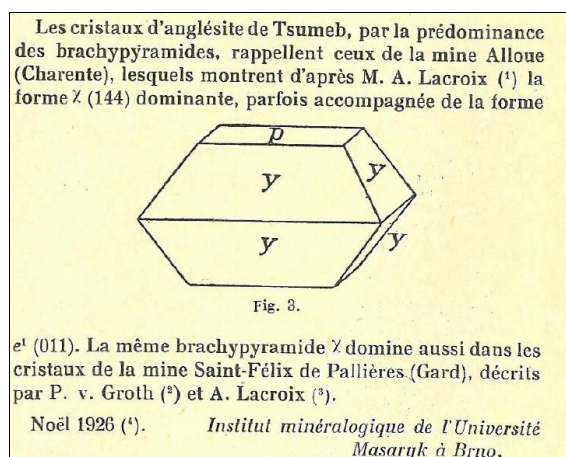 Les cristaux d'anglésite de Tsumeb, par la prédominance
des brachypyramides, rappellent ceux de la mine Alloue
(Charente), lesquels montrent d'après M. A. Lacroix (¹) la
forme χ (144) dominante, parfois accompagnée de la forme
p
y
y
y
y
Fig. 3.
e¹ (011). La même brachypyramide χ domine aussi dans les
cristaux de la mine Saint-Félix de Pallières (Gard), décrits
par P. v. Groth (²) et A. Lacroix (³).
Noël 1926 (⁴). Institut minéralogique de l'Université
Masaryk à Brno.